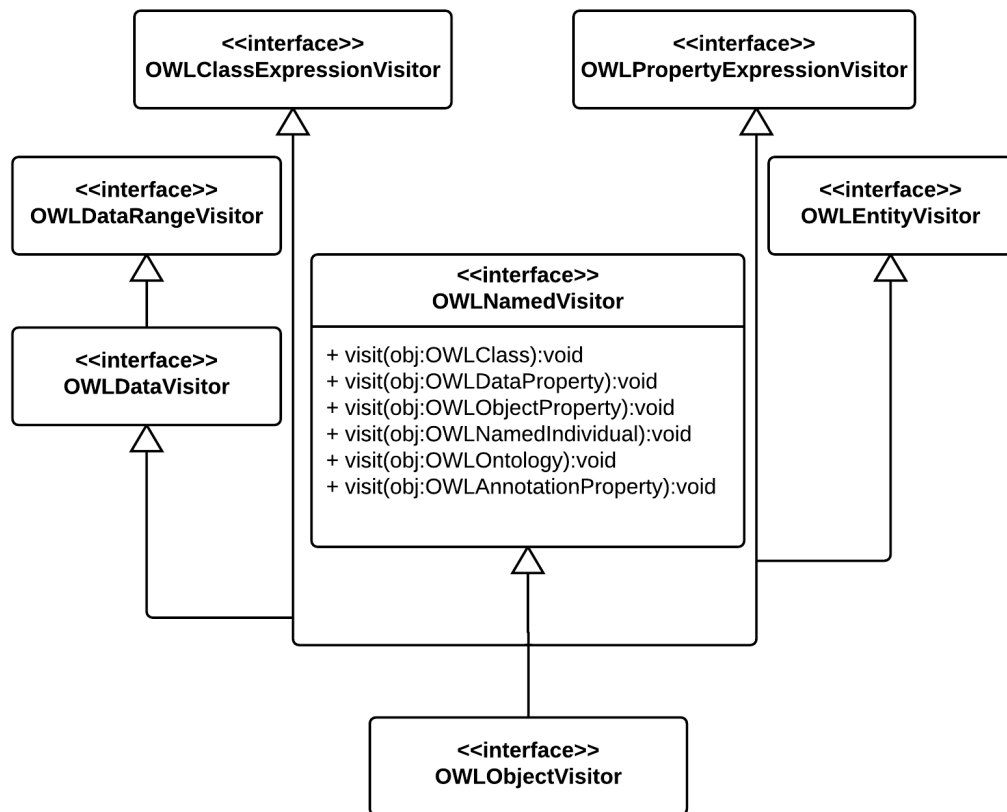 <<interface>>
OWLClassExpressionVisitor
<<interface>>
OWLPropertyExpressionVisitor
<<interface>>
OWLDataRangeVisitor
<<interface>>
OWLEntityVisitor
<<interface>>
OWLNamedVisitor
+ visit(obj:OWLClass):void
+ visit(obj:OWLDataProperty):void
+ visit(obj:OWLObjectProperty):void
+ visit(obj:OWLNamedIndividual):void
+ visit(obj:OWLOntology):void
+ visit(obj:OWLAnnotationProperty):void
<<interface>>
OWLDataVisitor
<<interface>>
OWLObjectVisitor